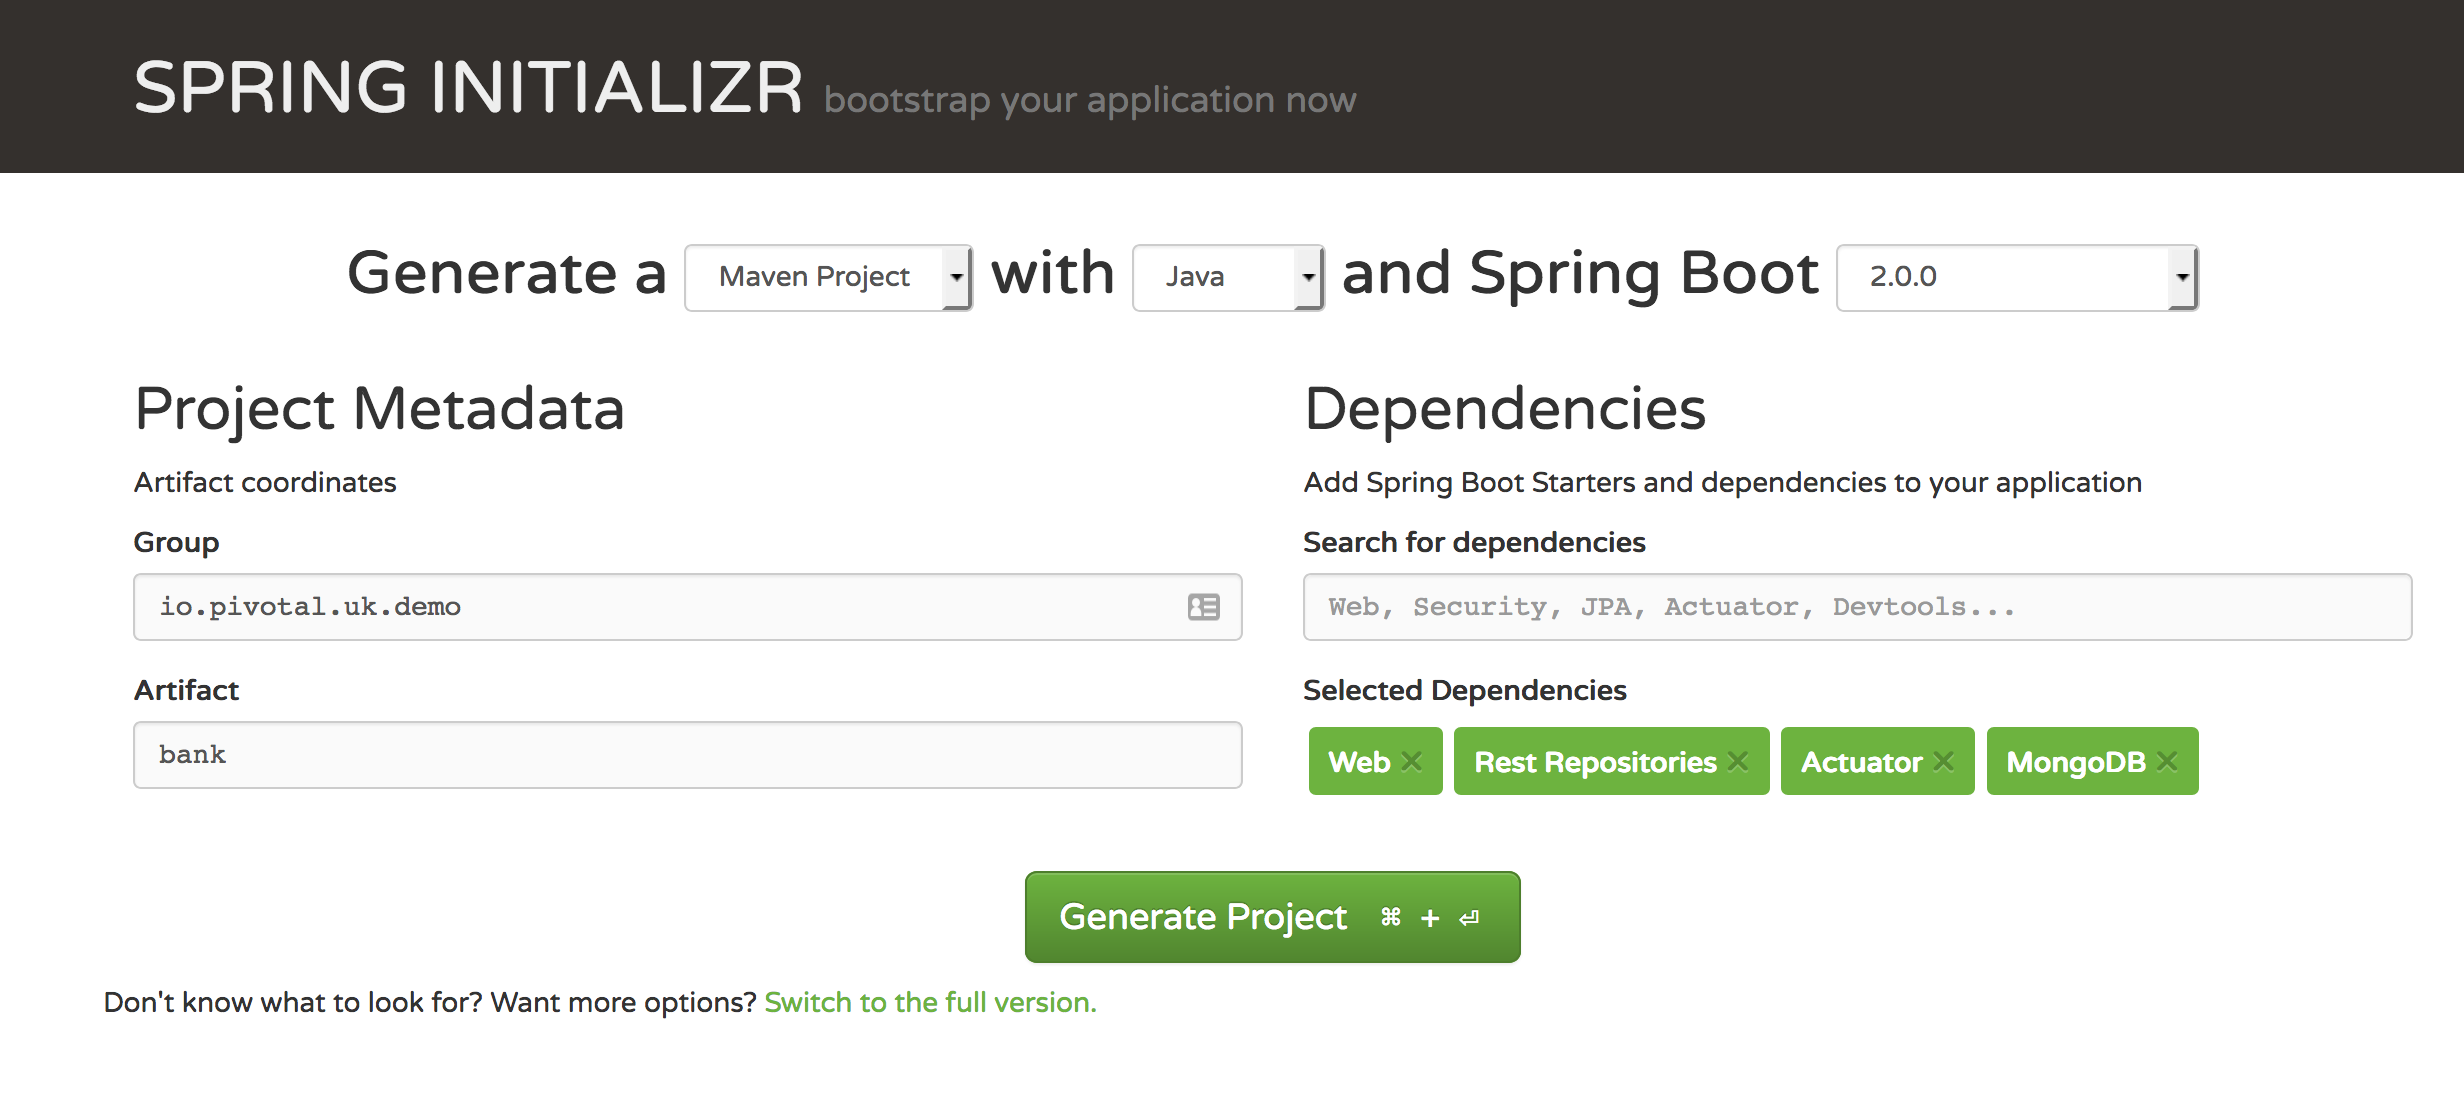 SPRING INITIALIZR bootstrap your application now
Generate a Maven Project with Java and Spring Boot 2.0.0
Project Metadata
Artifact coordinates
Group
io.pivotal.uk.demo
Artifact
bank
Dependencies
Add Spring Boot Starters and dependencies to your application
Search for dependencies
Web, Security, JPA, Actuator, Devtools...
Selected Dependencies
Web × Rest Repositories × Actuator × MongoDB ×
Generate Project ⌘ + ⏎
Don't know what to look for? Want more options? Switch to the full version.